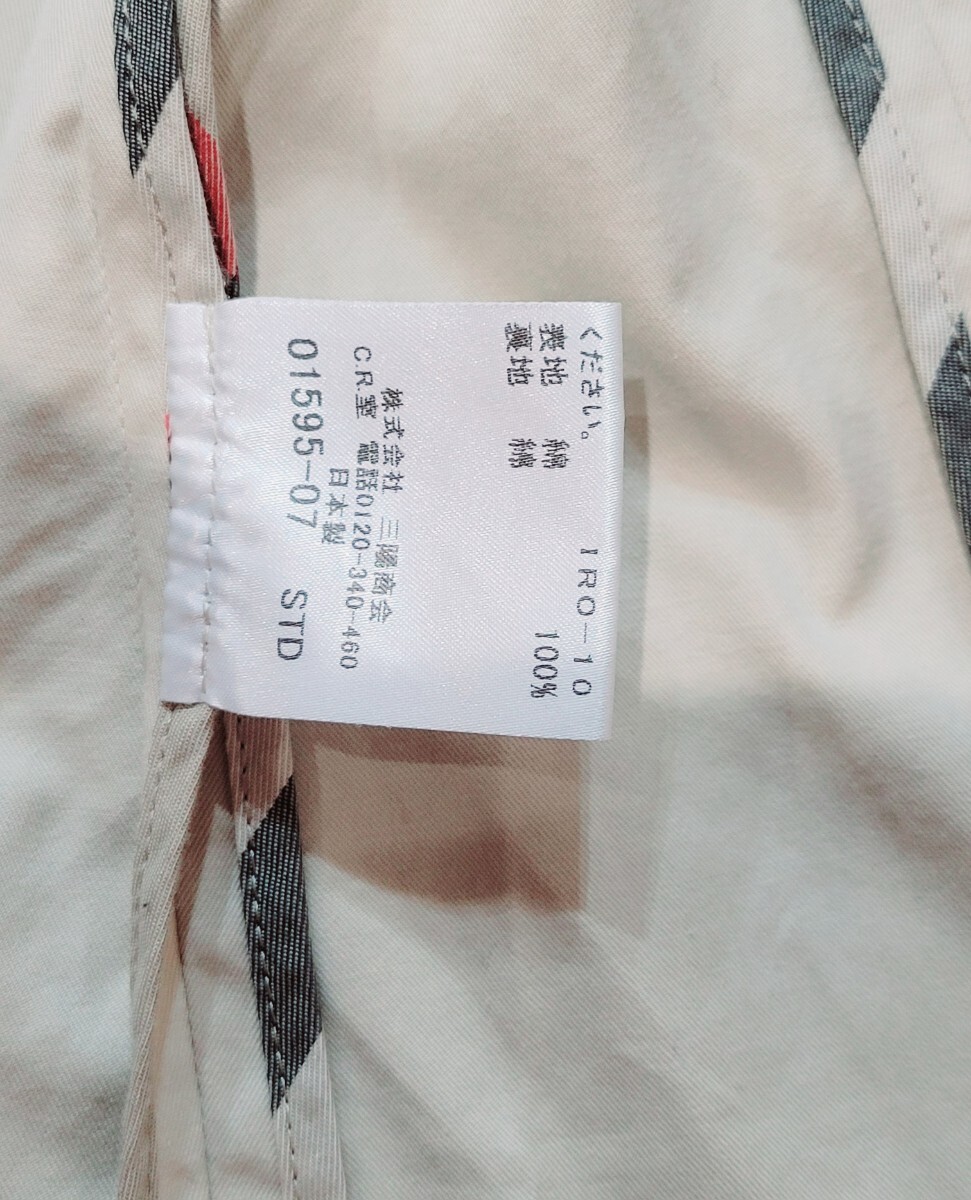 ください。 IRO-10
表地 綿 100%
裏地 綿
株式会社 三陽商会
C.R.室 電話0120-340-460
日本製
01595-07 STD